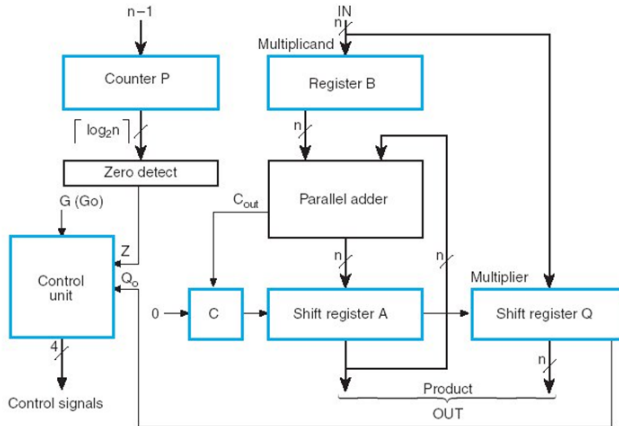 n−1
IN
n
Multiplicand
Counter P
Register B
⌈log₂n⌉
n
Zero detect
G (Go)
Cout
Parallel adder
Z
n
n
Qo
Multiplier
Control
unit
0
C
Shift register A
Shift register Q
4
n
Product
Control signals
OUT